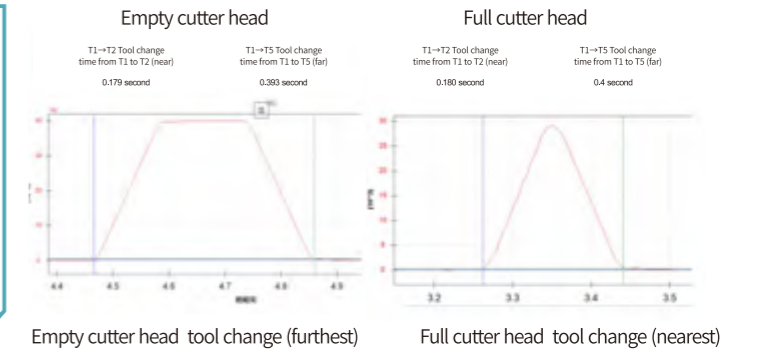 Empty cutter head
Full cutter head
T1→T2 Tool change
time from T1 to T2 (near)
T1→T5 Tool change
time from T1 to T5 (far)
T1→T2 Tool change
time from T1 to T2 (near)
T1→T5 Tool change
time from T1 to T5 (far)
0.179 second
0.393 second
0.180 second
0.4 second
4.4 4.5 4.6 4.7 4.8 4.9
3.2 3.3 3.4 3.5
Empty cutter head tool change (furthest)
Full cutter head tool change (nearest)